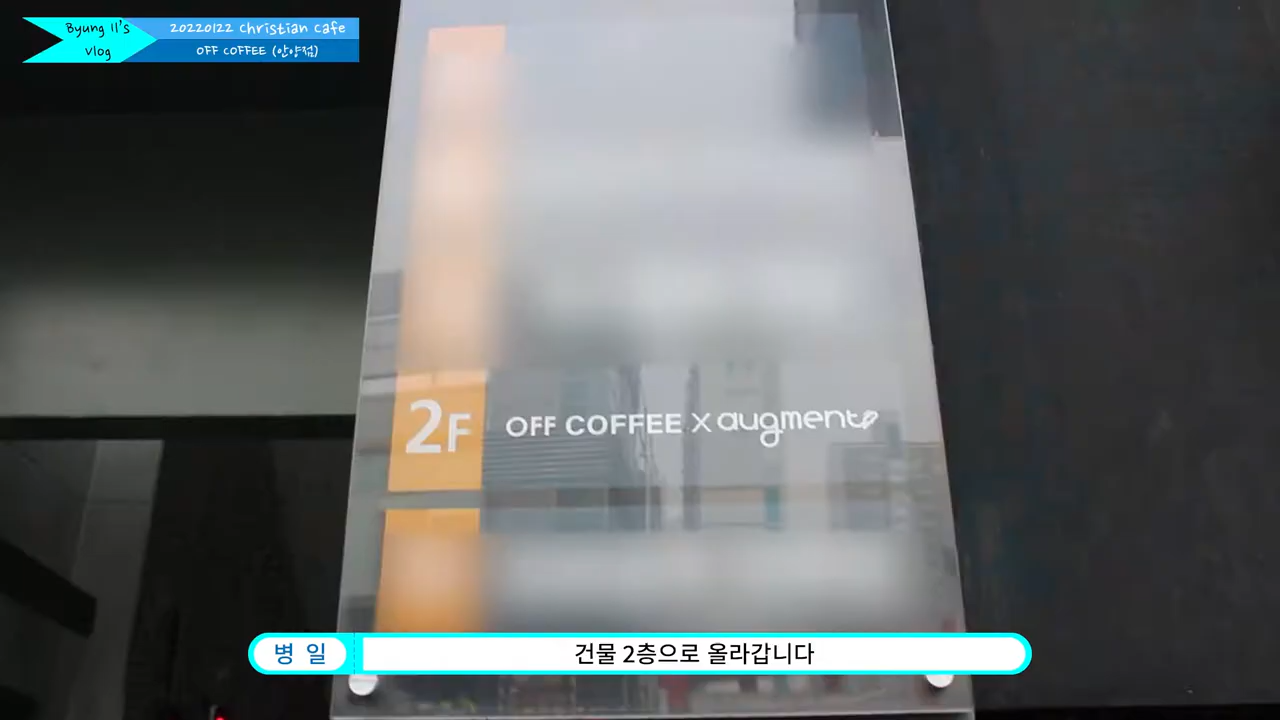 Byung Il's
Vlog
20220122 Christian Cafe
OFF COFFEE (안양점)
2F OFF COFFEE X augment
병 일
건물 2층으로 올라갑니다